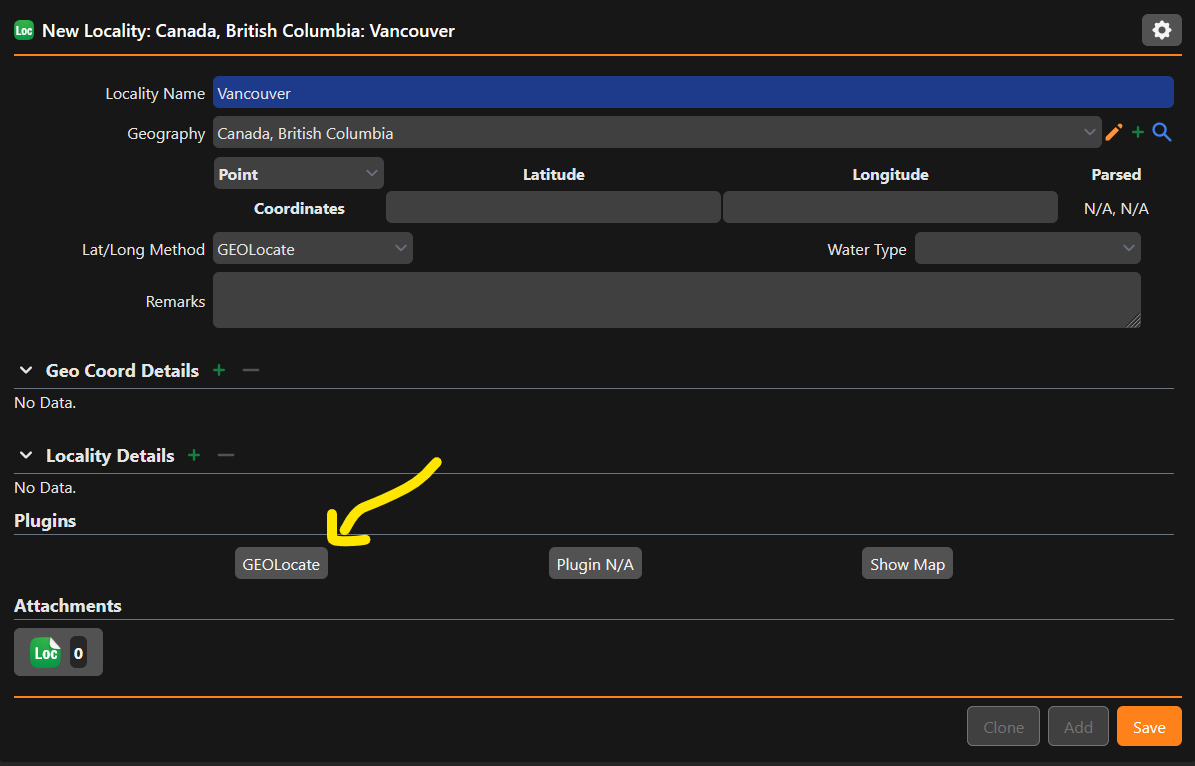 Loc New Locality: Canada, British Columbia: Vancouver
Locality Name Vancouver
Geography Canada, British Columbia
Point Latitude Longitude Parsed
Coordinates N/A, N/A
Lat/Long Method GEOLocate Water Type
Remarks
Geo Coord Details
No Data.
Locality Details
No Data.
Plugins
GEOLocate Plugin N/A Show Map
Attachments
Loc 0
Clone Add Save